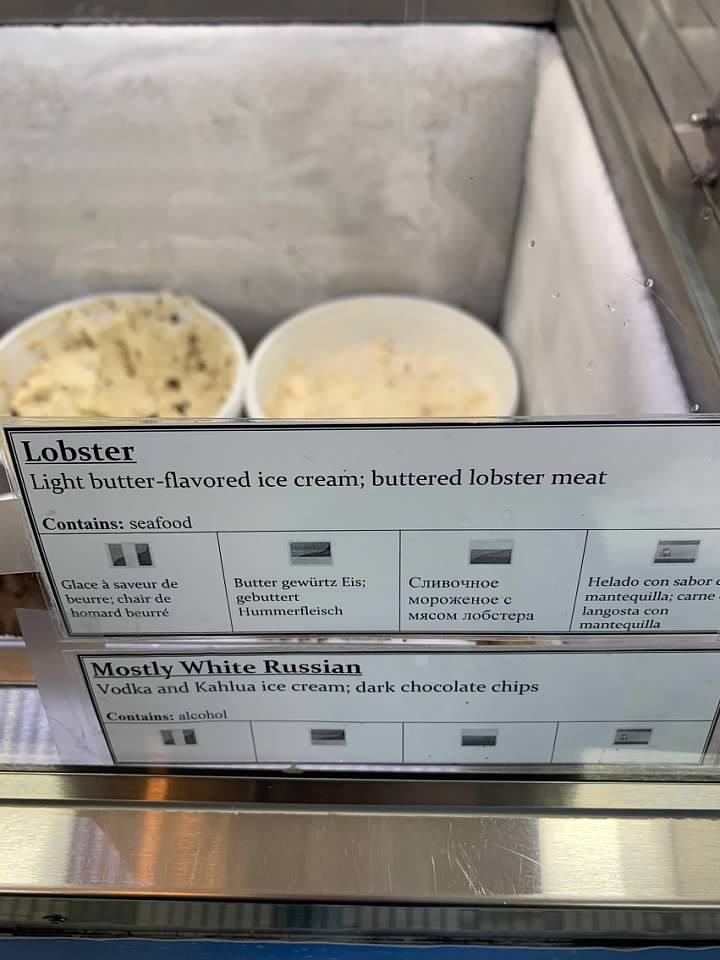 Lobster
Light butter-flavored ice cream; buttered lobster meat
Contains: seafood
Glace à saveur de
beurre; chair de
homard beurré
Butter gewürtz Eis;
gebuttert
Hummerfleisch
Сливочное
мороженое с
мясом лобстера
Helado con sabor
mantequilla; carne
langosta con
mantequilla
Mostly White Russian
Vodka and Kahlua ice cream; dark chocolate chips
Contains: alcohol